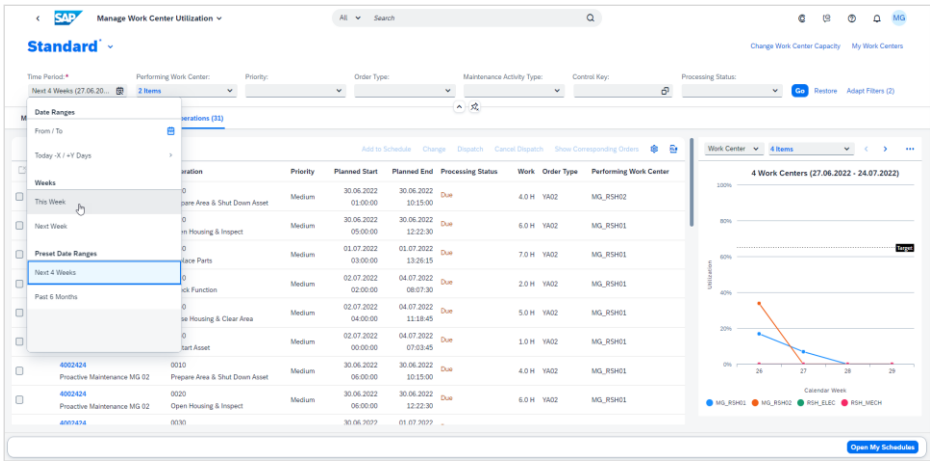 SAP Manage Work Center Utilization
All Search
MG
Standard*
Change Work Center Capacity My Work Centers
Time Period:* Performing Work Center: Priority: Order Type: Maintenance Activity Type: Control Key: Processing Status:
Next 4 Weeks (27.06.20... 2 Items Go Restore Adapt Filters (2)
Date Ranges
From / To
Today -X / +Y Days
Weeks
This Week
Next Week
Preset Date Ranges
Next 4 Weeks
Past 6 Months
erations (31)
Add to Schedule Change Dispatch Cancel Dispatch Show Corresponding Orders
eration Priority Planned Start Planned End Processing Status Work Order Type Performing Work Center
0 Medium 30.06.2022 30.06.2022 Due 4.0 H YA02 MG_RSH02
pare Area & Shut Down Asset 01:00:00 10:15:00
0 Medium 30.06.2022 30.06.2022 Due 6.0 H YA02 MG_RSH01
n Housing & Inspect 05:00:00 12:22:30
0 Medium 01.07.2022 01.07.2022 Due 7.0 H YA02 MG_RSH01
lace Parts 03:00:00 13:26:15
0 Medium 02.07.2022 04.07.2022 Due 2.0 H YA02 MG_RSH01
ck Function 02:00:00 08:07:30
0 Medium 02.07.2022 04.07.2022 Due 5.0 H YA02 MG_RSH01
se Housing & Clear Area 04:00:00 11:18:45
0 Medium 02.07.2022 04.07.2022 Due 1.0 H YA02 MG_RSH01
tart Asset 00:00:00 07:03:45
4002424 0010 Medium 30.06.2022 30.06.2022 Due 4.0 H YA02 MG_RSH01
Proactive Maintenance MG 02 Prepare Area & Shut Down Asset 06:00:00 10:15:00
4002424 0020 Medium 30.06.2022 30.06.2022 Due 6.0 H YA02 MG_RSH01
Proactive Maintenance MG 02 Open Housing & Inspect 06:00:00 12:22:30
4002424 0030 30.06.2022 01.07.2022
Work Center 4 Items
4 Work Centers (27.06.2022 - 24.07.2022)
100%
80%
Target
60%
Utilization
40%
20%
0%
26 27 28 29
Calendar Week
MG_RSH01 MG_RSH02 RSH_ELEC RSH_MECH
Open My Schedules